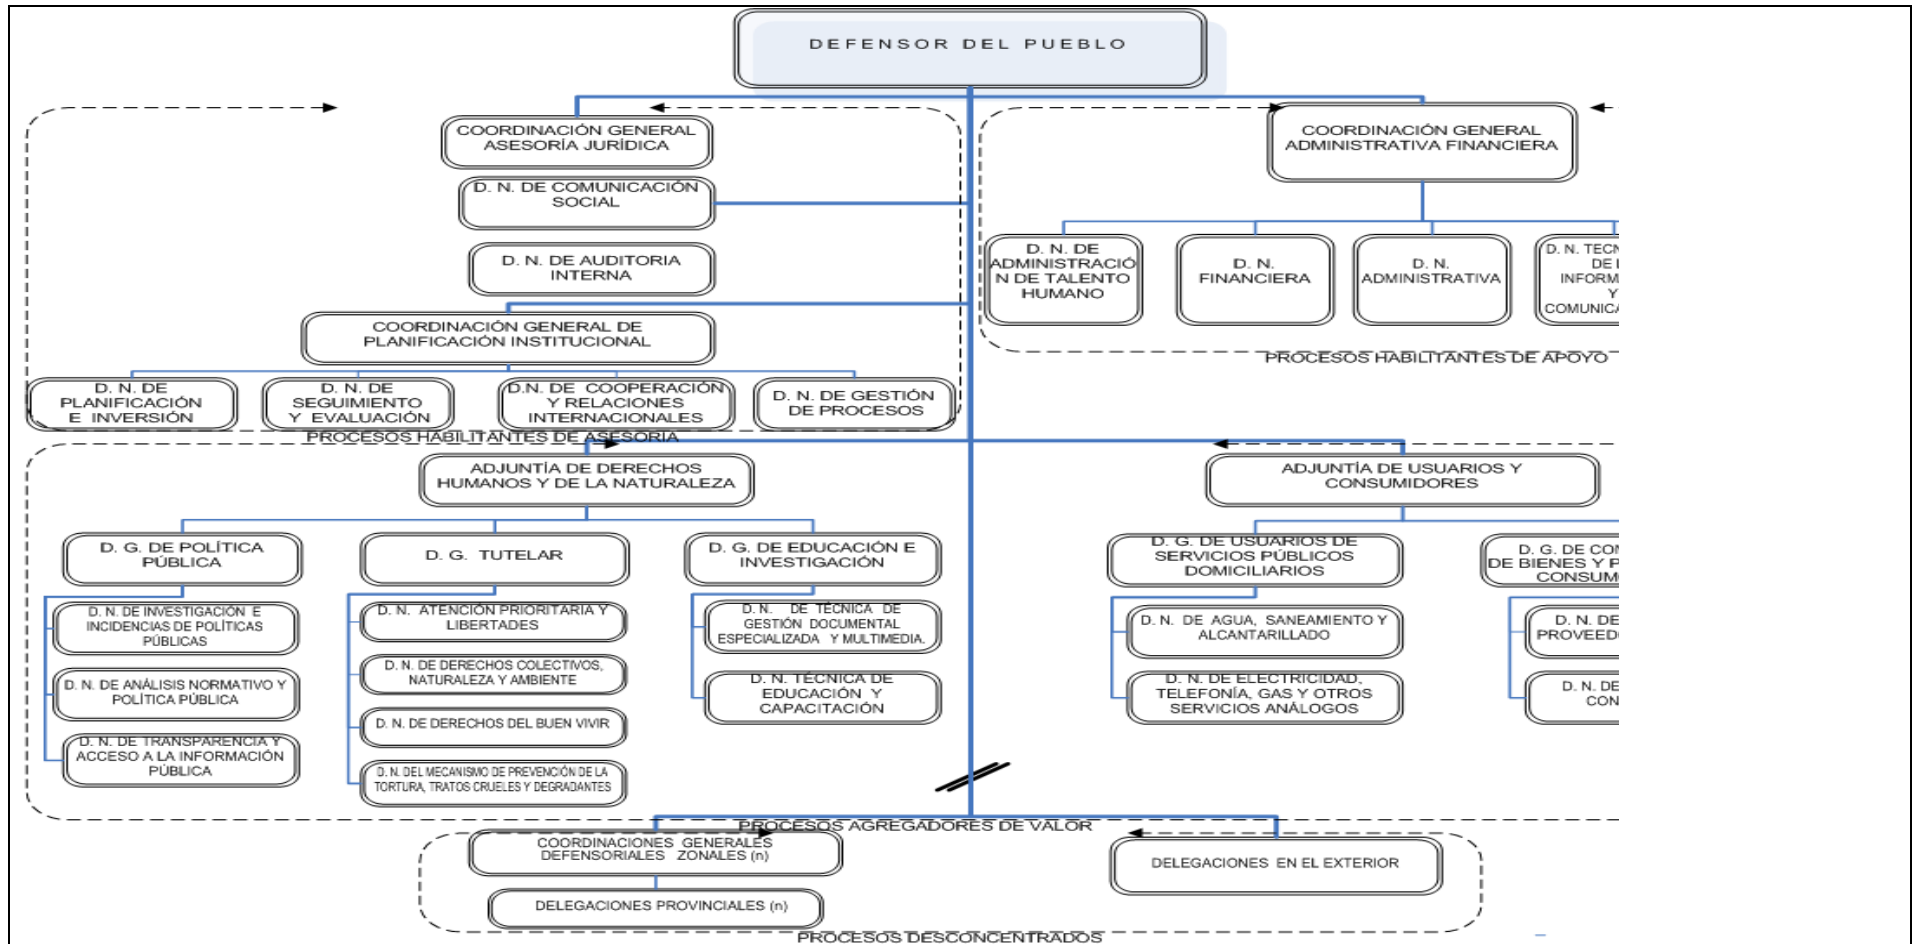 DEFENSOR DEL PUEBLO
COORDINACIÓN GENERAL
ASESORÍA JURÍDICA
COORDINACIÓN GENERAL
ADMINISTRATIVA FINANCIERA
D. N. DE COMUNICACIÓN
SOCIAL
D. N. DE AUDITORIA
INTERNA
D. N. DE
ADMINISTRACIÓ
N DE TALENTO
HUMANO
D. N.
FINANCIERA
D. N.
ADMINISTRATIVA
D. N.
DE
Y
COORDINACIÓN GENERAL DE
PLANIFICACIÓN INSTITUCIONAL
PROCESOS HABILITANTES DE APOYO
D. N. DE
PLANIFICACIÓN
E INVERSIÓN
D. N. DE
SEGUIMIENTO
Y EVALUACIÓN
D.N. DE COOPERACIÓN
Y RELACIONES
INTERNACIONALES
D. N. DE GESTIÓN
DE PROCESOS
PROCESOS HABILITANTES DE ASESORIA
ADJUNTÍA DE DERECHOS
HUMANOS Y DE LA NATURALEZA
ADJUNTÍA DE USUARIOS Y
CONSUMIDORES
D. G. DE POLÍTICA
PÚBLICA
D. G. TUTELAR
D. G. DE EDUCACIÓN E
INVESTIGACIÓN
D. G. DE USUARIOS DE
SERVICIOS PÚBLICOS
DOMICILIARIOS
D. G. DE
DE BIENES Y
D. N. DE INVESTIGACIÓN E
INCIDENCIAS DE POLÍTICAS
PÚBLICAS
D. N. ATENCIÓN PRIORITARIA Y
LIBERTADES
D. N. DE TÉCNICA DE
GESTIÓN DOCUMENTAL
ESPECIALIZADA Y MULTIMEDIA.
D. N. DE AGUA, SANEAMIENTO Y
ALCANTARILLADO
D. N. DE
D. N. DE ANÁLISIS NORMATIVO Y
POLÍTICA PÚBLICA
D. N. DE DERECHOS COLECTIVOS,
NATURALEZA Y AMBIENTE
D. N. TÉCNICA DE
EDUCACIÓN Y
CAPACITACIÓN
D. N. DE ELECTRICIDAD,
TELEFONÍA, GAS Y OTROS
SERVICIOS ANÁLOGOS
D. N. DE
D. N. DE DERECHOS DEL BUEN VIVIR
D. N. DE TRANSPARENCIA Y
ACCESO A LA INFORMACIÓN
PÚBLICA
D. N. DEL MECANISMO DE PREVENCIÓN DE LA
TORTURA, TRATOS CRUELES Y DEGRADANTES
PROCESOS AGREGADORES DE VALOR
COORDINACIONES GENERALES
DEFENSORIALES ZONALES (n)
DELEGACIONES EN EL EXTERIOR
DELEGACIONES PROVINCIALES (n)
PROCESOS DESCONCENTRADOS